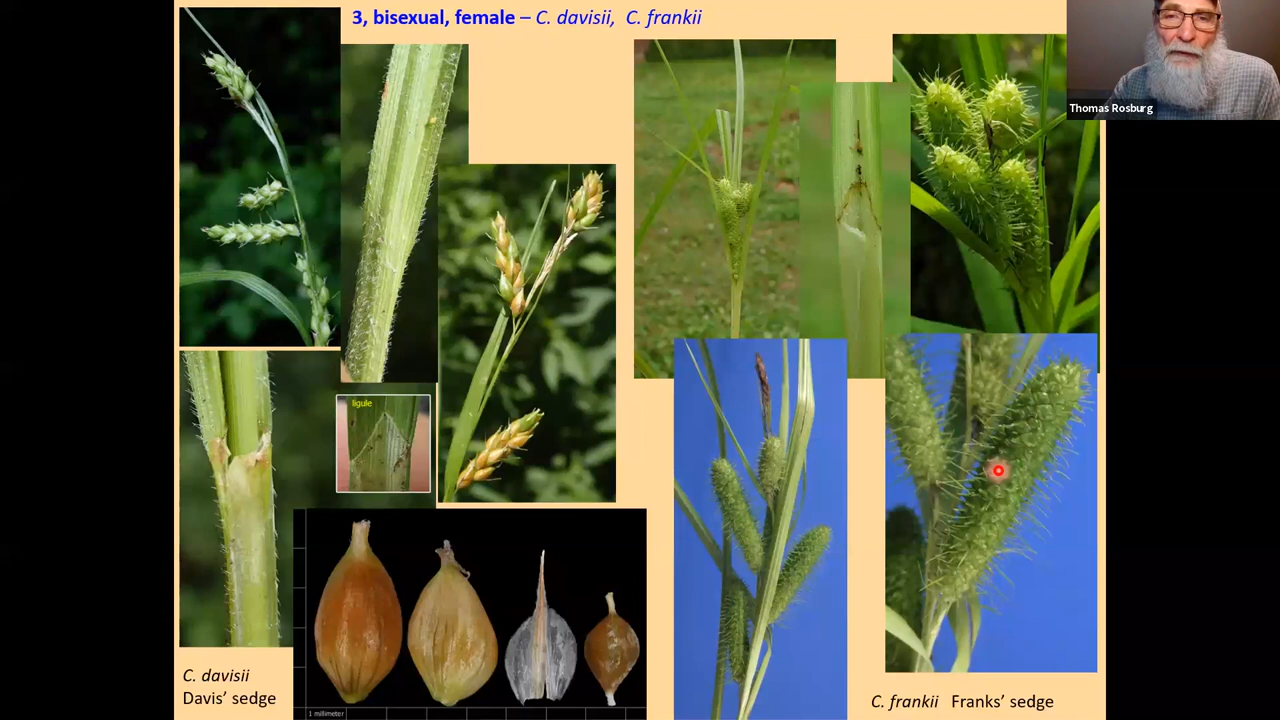 3, bisexual, female – C. davisii, C. frankii
Thomas Rosburg
ligule
C. davisii
Davis’ sedge
1 millimeter
C. frankii Franks’ sedge